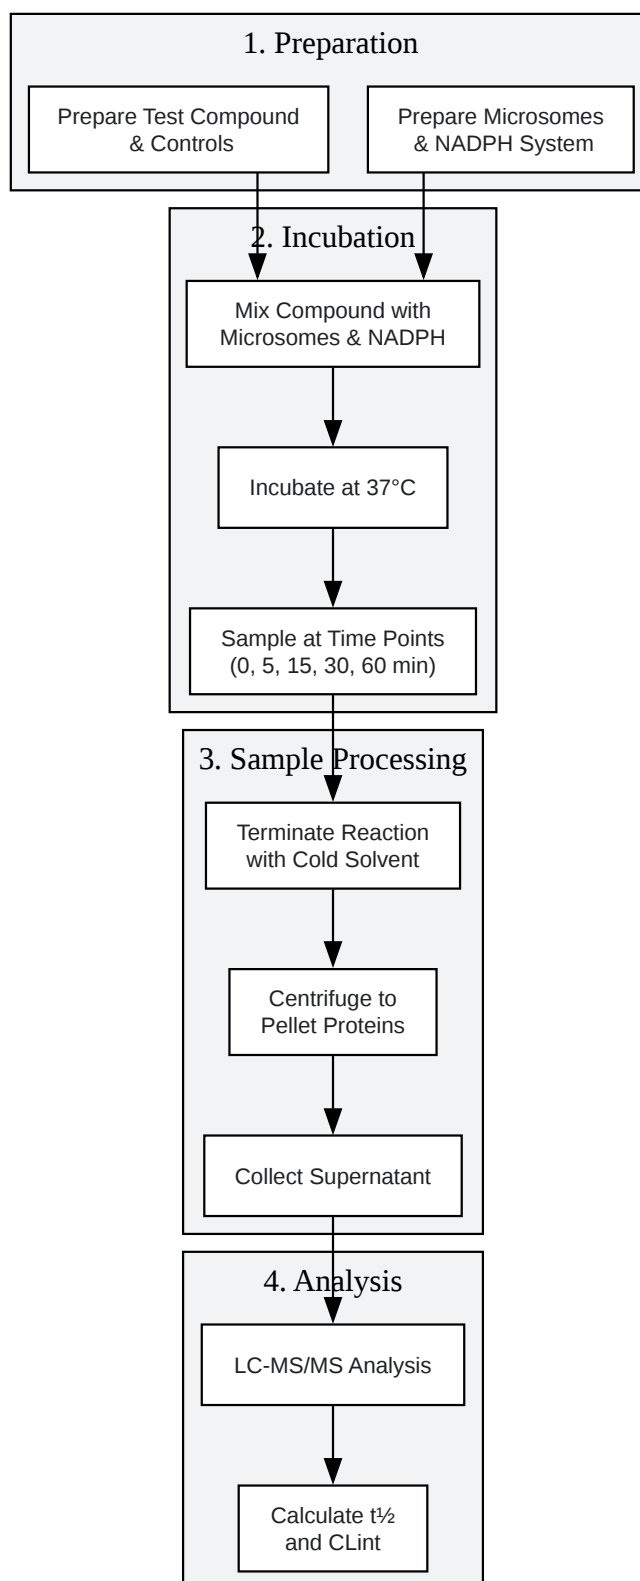 1. Preparation
Prepare Test Compound
& Controls
Prepare Microsomes
& NADPH System
2. Incubation
Mix Compound with
Microsomes & NADPH
Incubate at 37°C
Sample at Time Points
(0, 5, 15, 30, 60 min)
3. Sample Processing
Terminate Reaction
with Cold Solvent
Centrifuge to
Pellet Proteins
Collect Supernatant
4. Analysis
LC-MS/MS Analysis
Calculate t½
and CLint